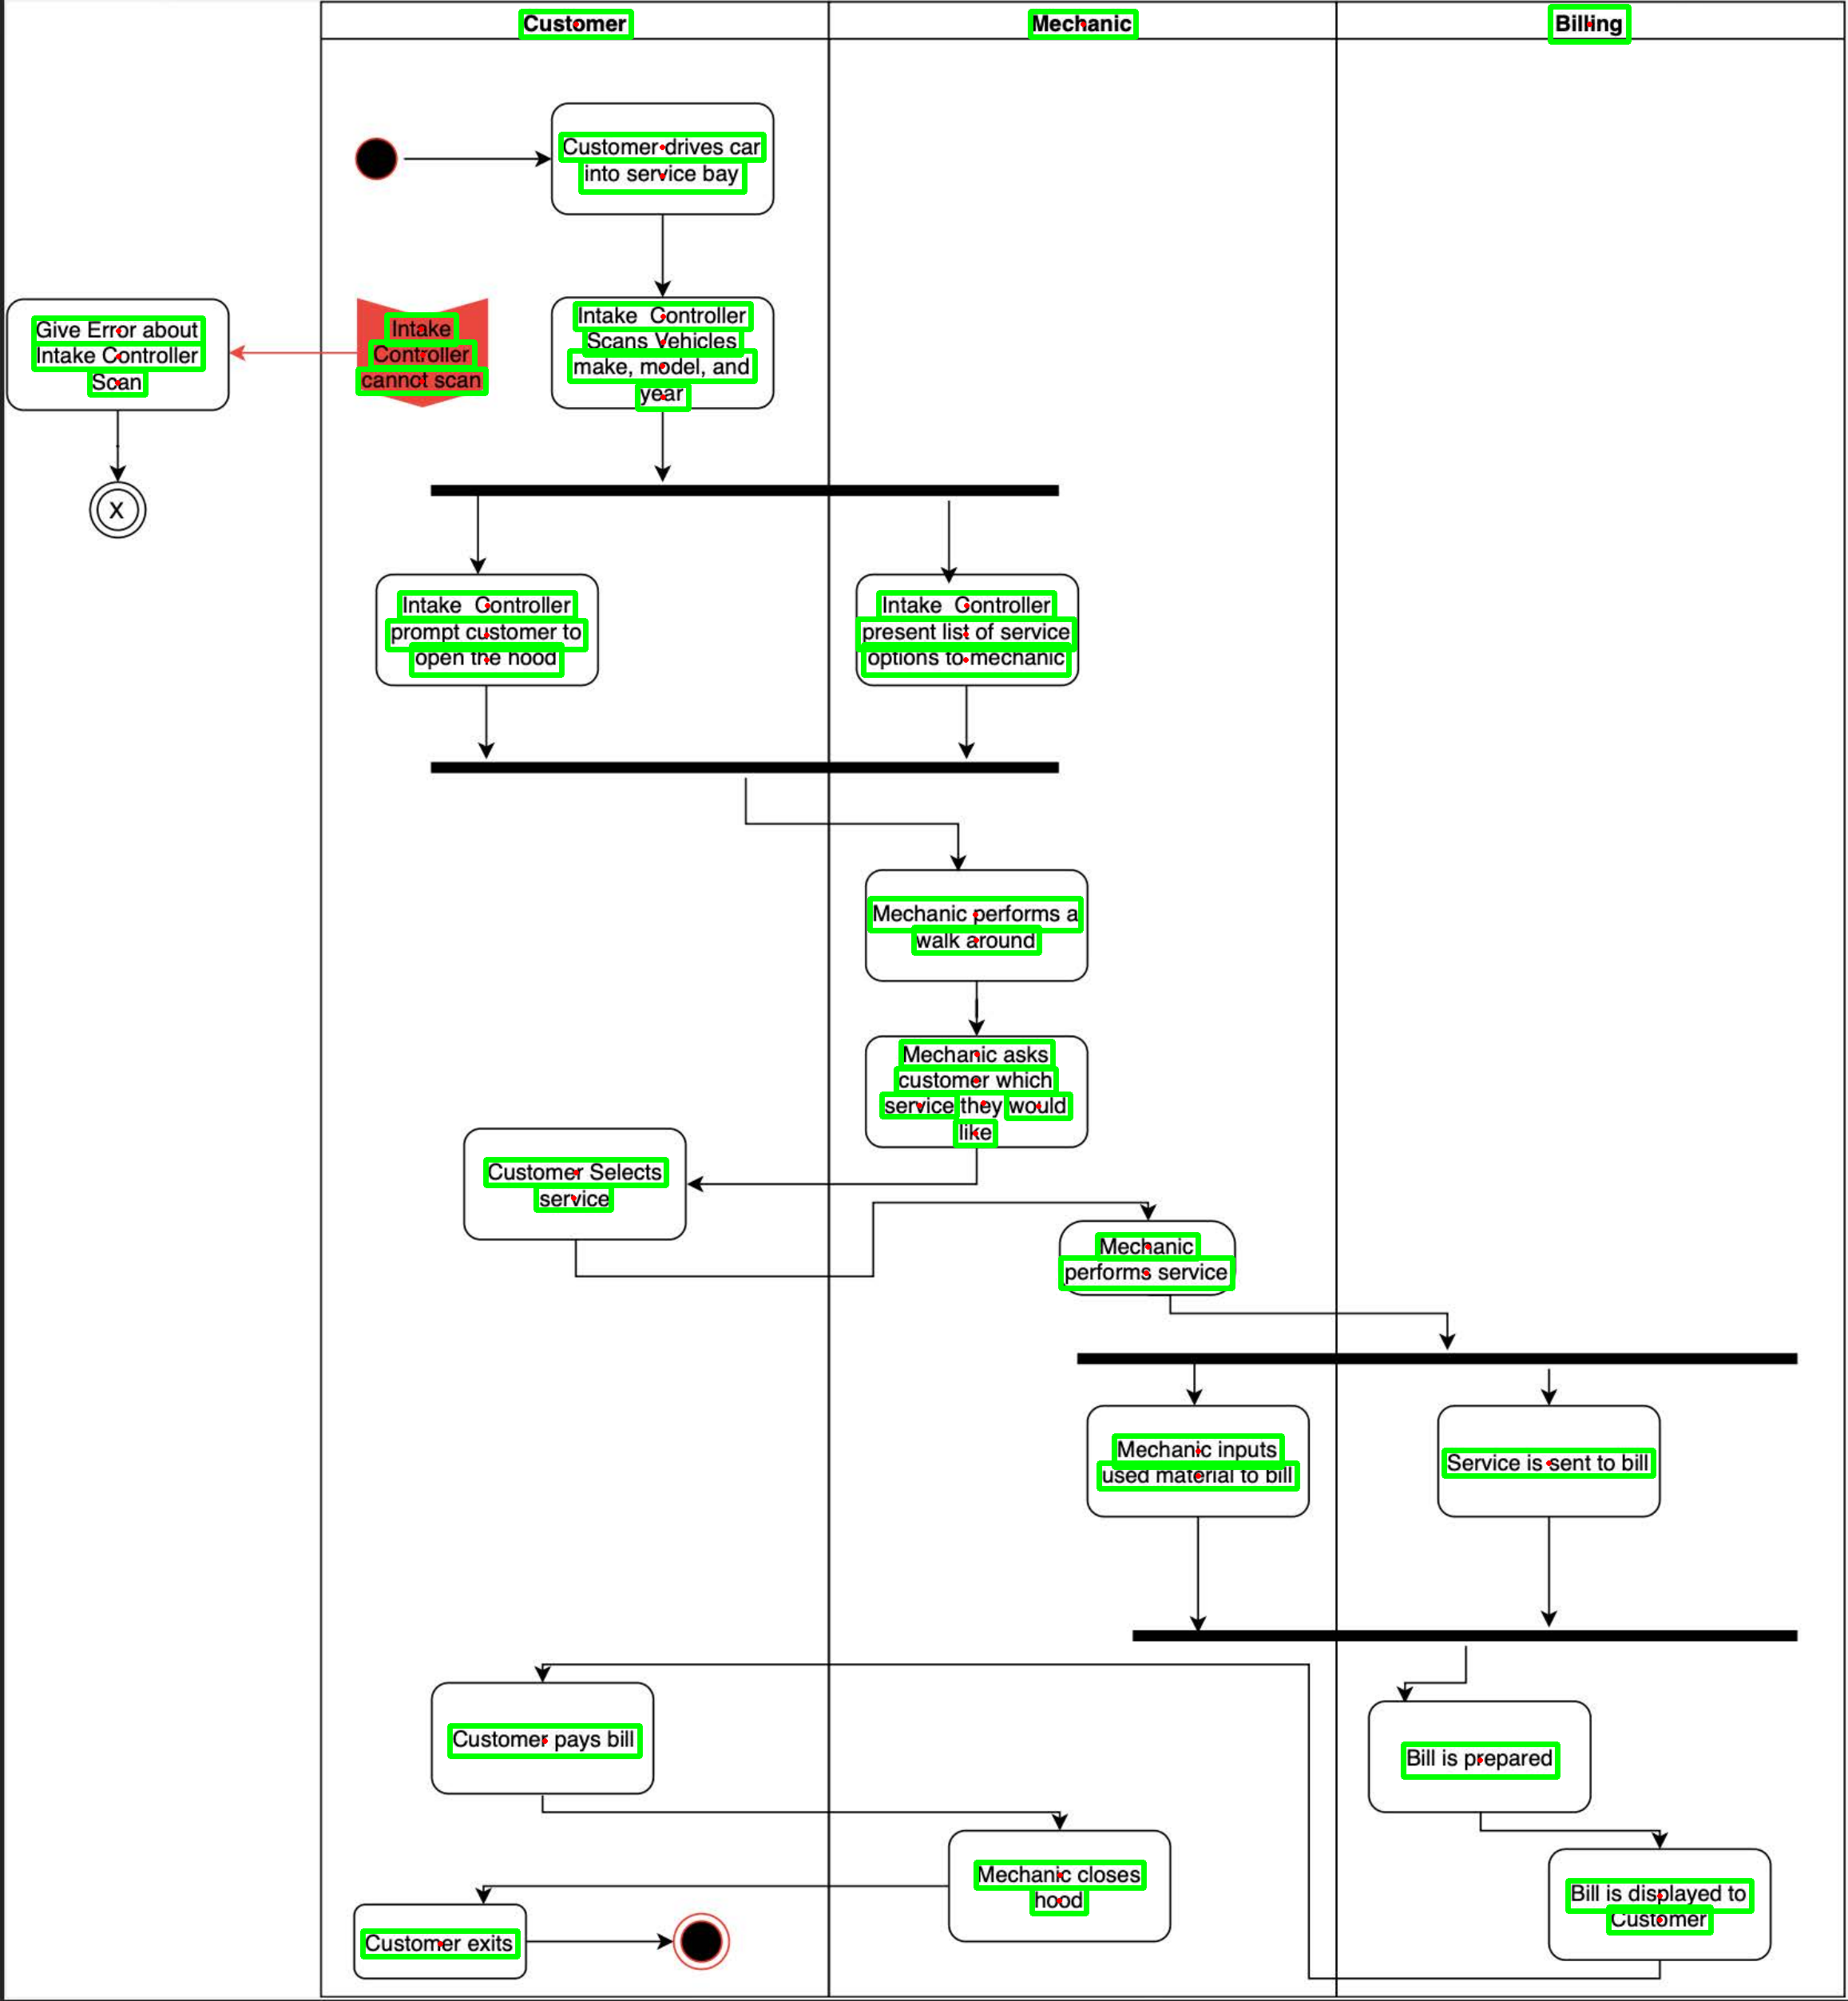 Customer
Mechanic
Billing
Customer drives car
into service bay
Give Error about
Intake Controller
Scan
Intake
Controller
cannot scan
Intake Controller
Scans Vehicles
make, model, and
year
X
Intake Controller
prompt customer to
open the hood
Intake Controller
present list of service
options to mechanic
Mechanic performs a
walk around
Mechanic asks
customer which
service they would
like
Customer Selects
service
Mechanic
performs service
Mechanic inputs
used material to bill
Service is sent to bill
Customer pays bill
Bill is prepared
Mechanic closes
hood
Bill is displayed to
Customer
Customer exits